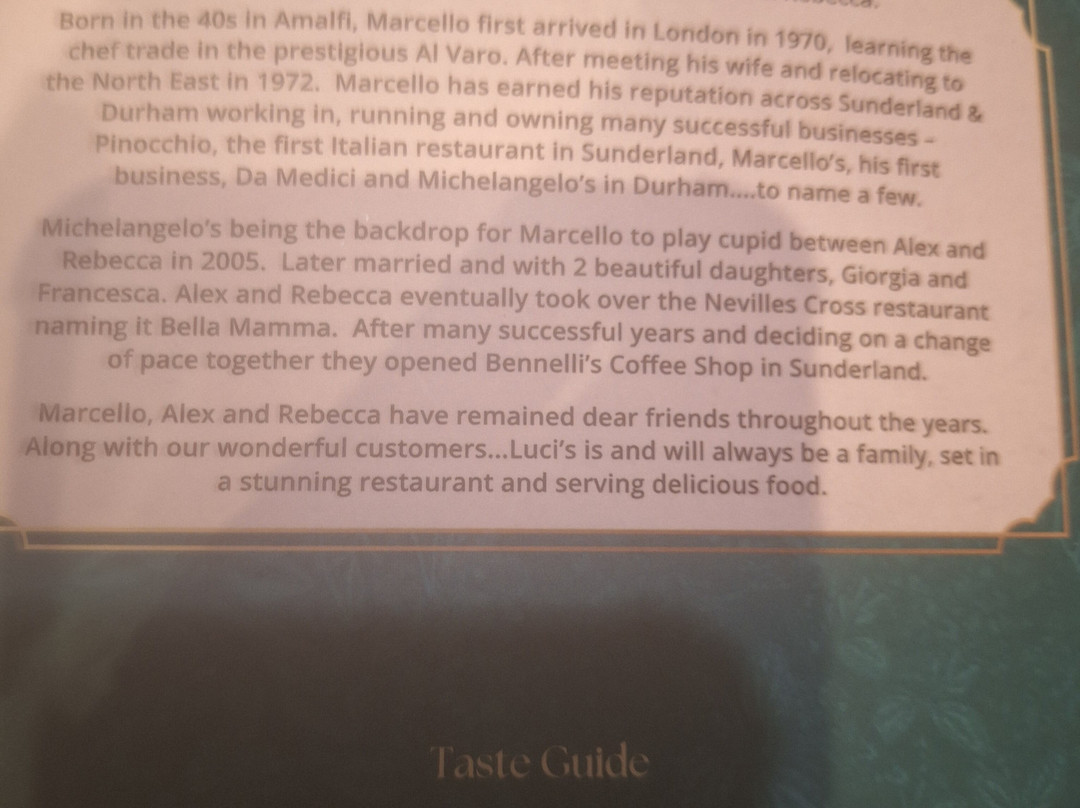 Born in the 40s in Amalfi, Marcello first arrived in London in 1970, learning the
chef trade in the prestigious Al Varo. After meeting his wife and relocating to
the North East in 1972. Marcello has earned his reputation across Sunderland &
Durham working in, running and owning many successful businesses –
Pinocchio, the first Italian restaurant in Sunderland, Marcello's, his first
business, Da Medici and Michelangelo's in Durham....to name a few.
Michelangelo's being the backdrop for Marcello to play cupid between Alex and
Rebecca in 2005. Later married and with 2 beautiful daughters, Giorgia and
Francesca. Alex and Rebecca eventually took over the Nevilles Cross restaurant
naming it Bella Mamma. After many successful years and deciding on a change
of pace together they opened Bennelli's Coffee Shop in Sunderland.
Marcello, Alex and Rebecca have remained dear friends throughout the years.
Along with our wonderful customers...Luci's is and will always be a family, set in
a stunning restaurant and serving delicious food.
Taste Guide